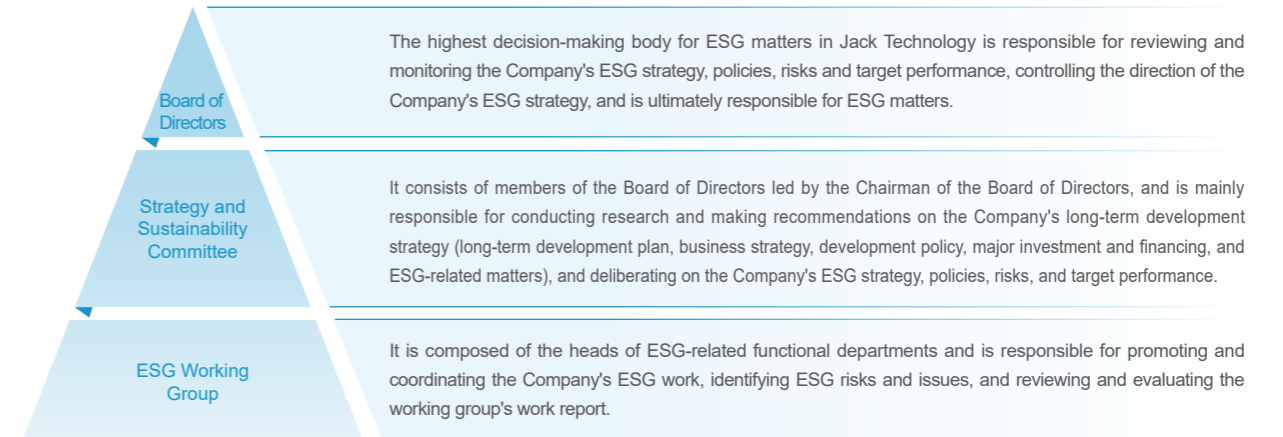 Board of
Directors
The highest decision-making body for ESG matters in Jack Technology is responsible for reviewing and
monitoring the Company's ESG strategy, policies, risks and target performance, controlling the direction of the
Company's ESG strategy, and is ultimately responsible for ESG matters.
Strategy and
Sustainability
Committee
It consists of members of the Board of Directors led by the Chairman of the Board of Directors, and is mainly
responsible for conducting research and making recommendations on the Company's long-term development
strategy (long-term development plan, business strategy, development policy, major investment and financing, and
ESG-related matters), and deliberating on the Company's ESG strategy, policies, risks, and target performance.
ESG Working
Group
It is composed of the heads of ESG-related functional departments and is responsible for promoting and
coordinating the Company's ESG work, identifying ESG risks and issues, and reviewing and evaluating the
working group's work report.